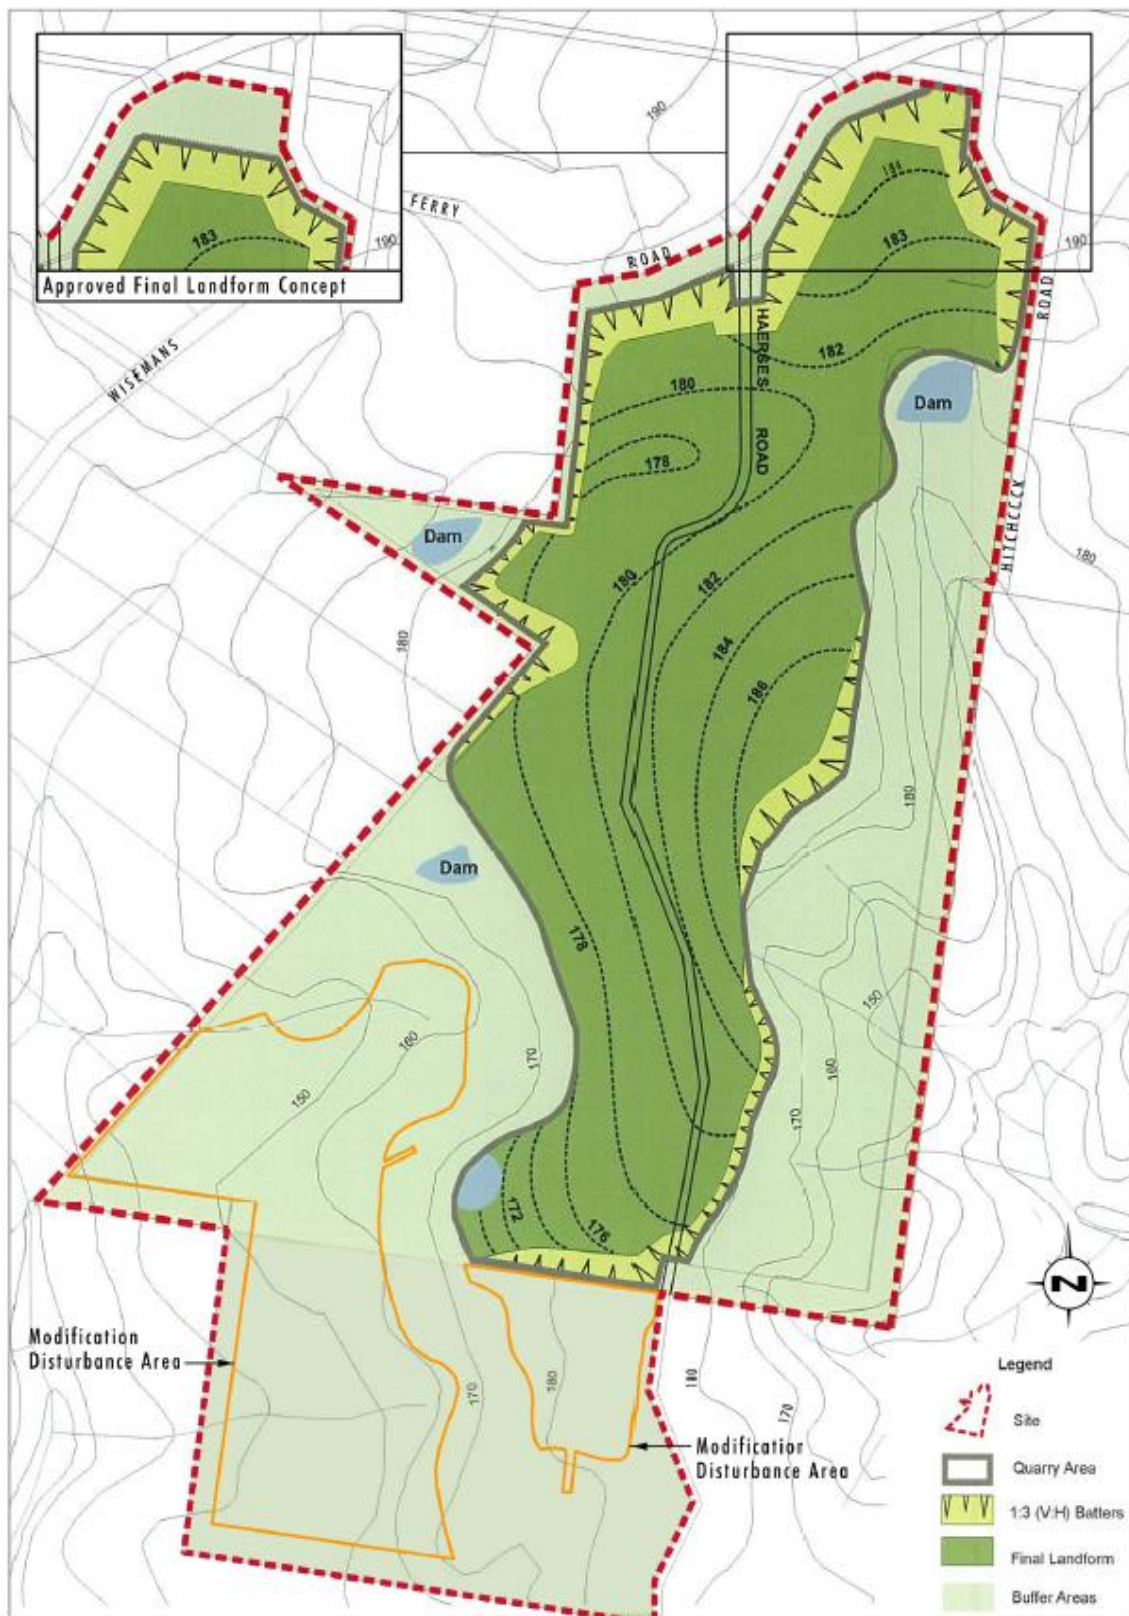 190
184
183
190
FERRY
ROAD
183
190
Approved Final Landform Concept
ROAD
HAERSES
182
WISEMANS
180
Dam
ROAD
178
Dam
HITCHCCCK
180
180
182
180
184
186
180
Dam
178
150
160
170
150
160
170
172
176
Z
Modification
Disturbance Area
180
170
180
170
Modification
Disturbance Area
Legend
Site
Quarry Area
1:3 (V:H) Batters
Final Landform
Buffer Areas